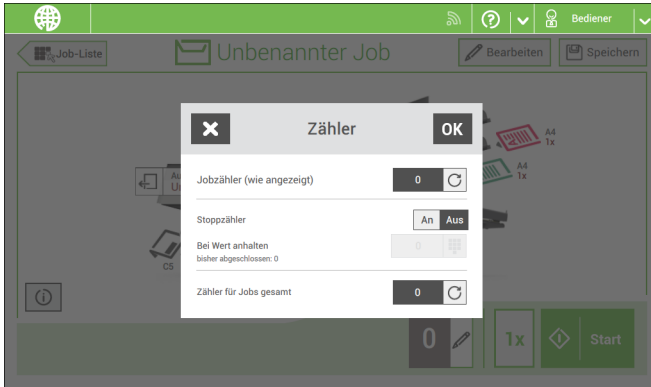 Bediener
Job-Liste
Unbenannter Job
Bearbeiten
Speichern
Zähler
OK
A4
1x
A4
1x
Jobzähler (wie angezeigt)
0
Stoppzähler
An Aus
Bei Wert anhalten
0
bisher abgeschlossen: 0
C5
Zähler für Jobs gesamt
0
0
1x
Start